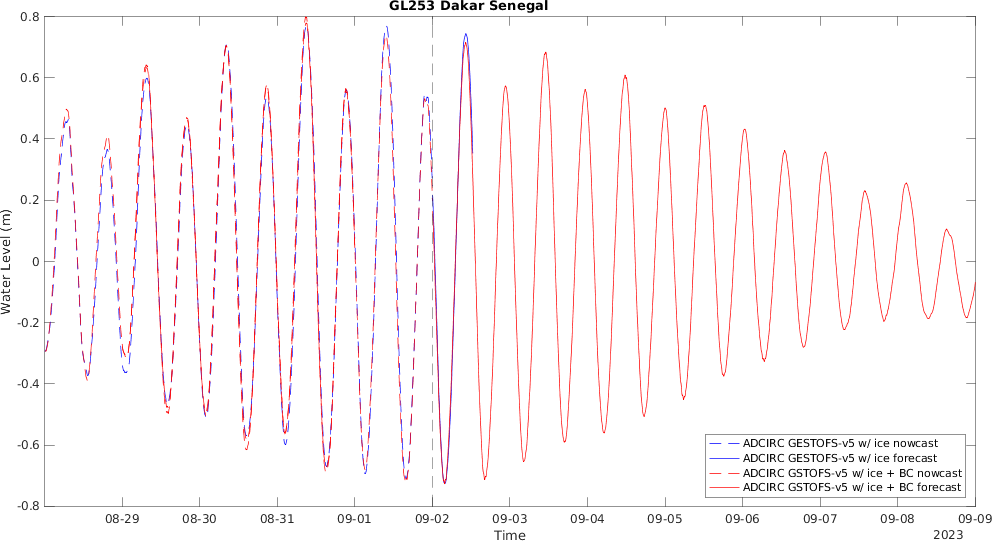 GL253 Dakar Senegal
0.8
0.6
0.4
0.2
0
-0.2
-0.4
-0.6
-0.8
Water Level (m)
ADCIRC GESTOFS-v5 w/ ice nowcast
ADCIRC GESTOFS-v5 w/ ice forecast
ADCIRC GSTOFS-v5 w/ ice + BC nowcast
ADCIRC GSTOFS-v5 w/ ice + BC forecast
08-29 08-30 08-31 09-01 09-02 09-03 09-04 09-05 09-06 09-07 09-08 09-09
Time
2023